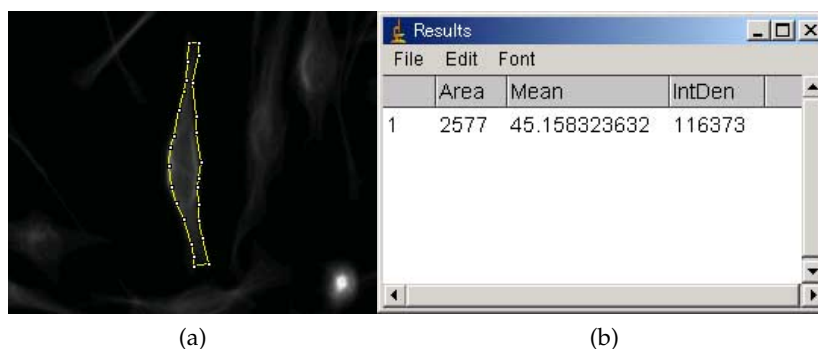 Results
File Edit Font
Area Mean IntDen
1 2577 45.158323632 116373
(a) (b)